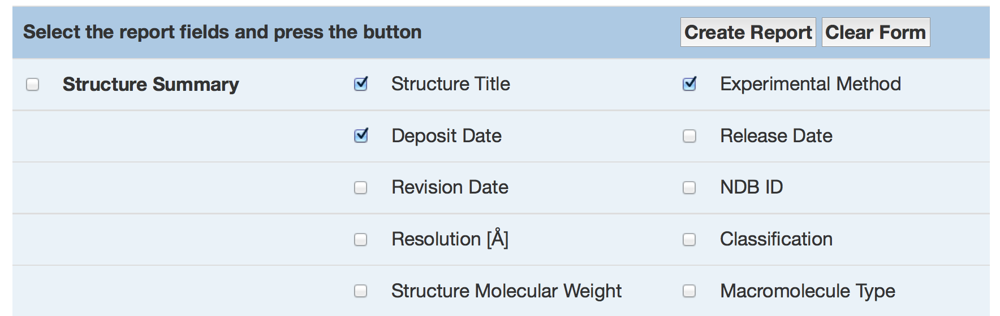 Select the report fields and press the button Create Report Clear Form
Structure Summary Structure Title Experimental Method
Deposit Date Release Date
Revision Date NDB ID
Resolution [Å] Classification
Structure Molecular Weight Macromolecule Type